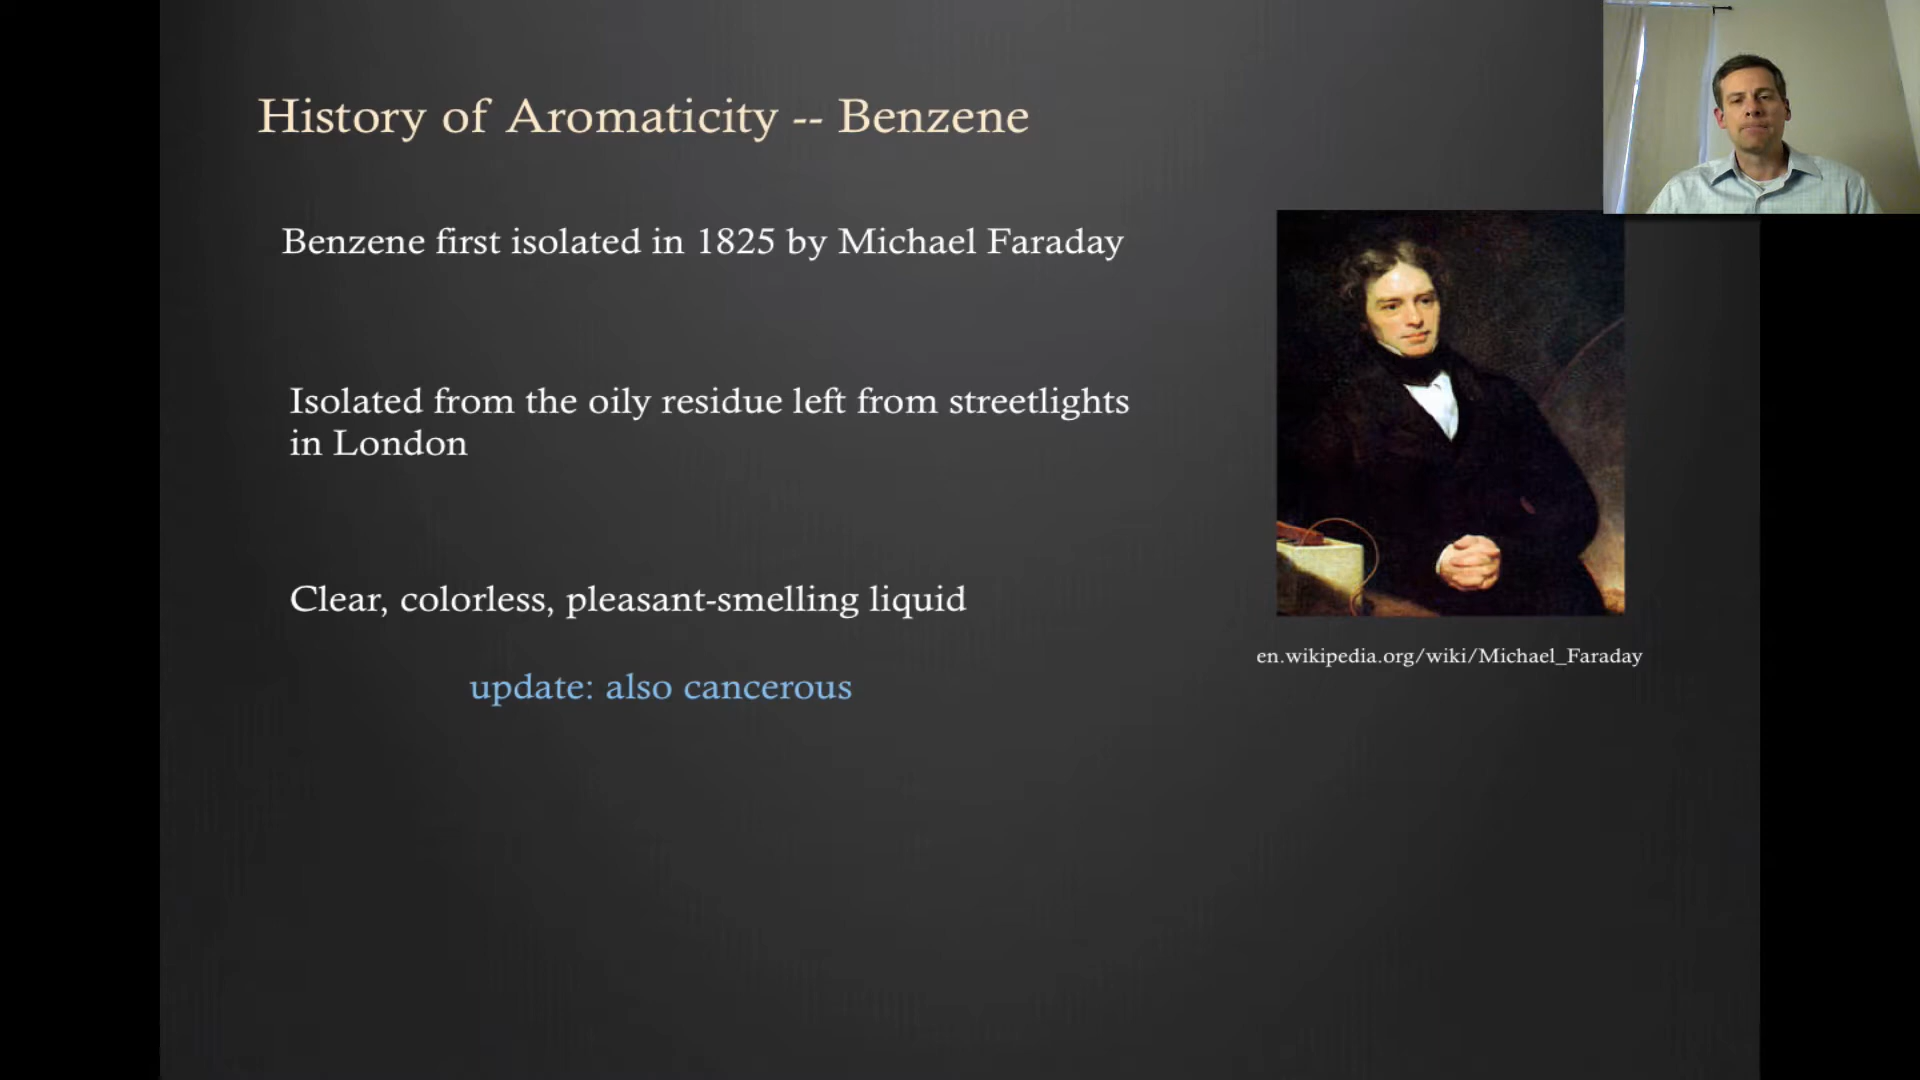 History of Aromaticity -- Benzene
Benzene first isolated in 1825 by Michael Faraday
Isolated from the oily residue left from streetlights
in London
Clear, colorless, pleasant-smelling liquid
update: also cancerous
en.wikipedia.org/wiki/Michael_Faraday